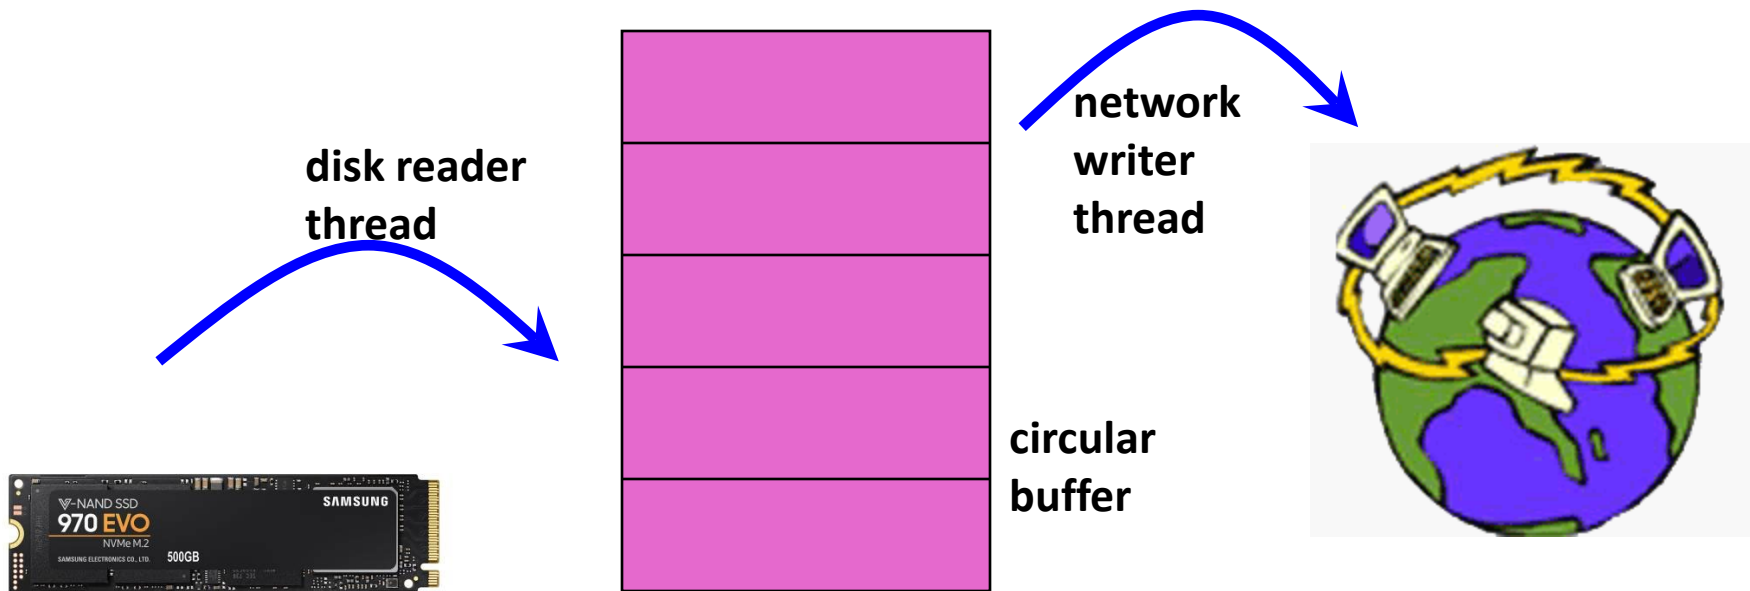 disk reader
thread
network
writer
thread
circular
buffer
V-NAND SSD
970 EVO
NVMe M.2
SAMSUNG ELECTRONICS CO., LTD.
500GB
SAMSUNG